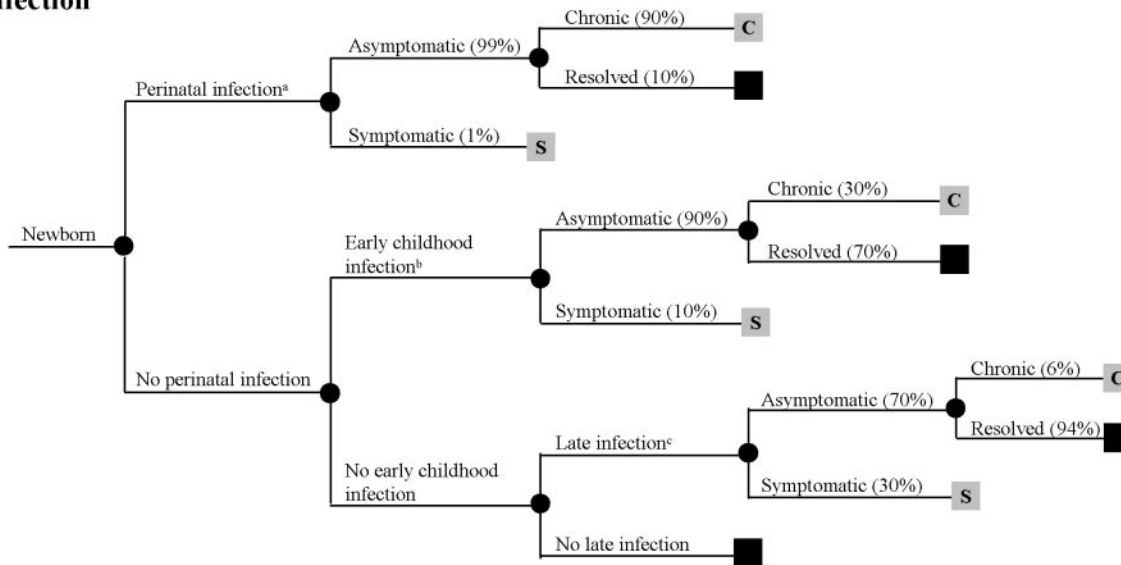 Chronic (90%)
C
Asymptomatic (99%)
Resolved (10%)
Perinatal infectionᵃ
Symptomatic (1%)
S
Chronic (30%)
C
Asymptomatic (90%)
Newborn
Early childhood
infectionᵇ
Resolved (70%)
Symptomatic (10%)
S
No perinatal infection
Chronic (6%)
C
Asymptomatic (70%)
Late infectionᶜ
Resolved (94%)
No early childhood
infection
Symptomatic (30%)
S
No late infection